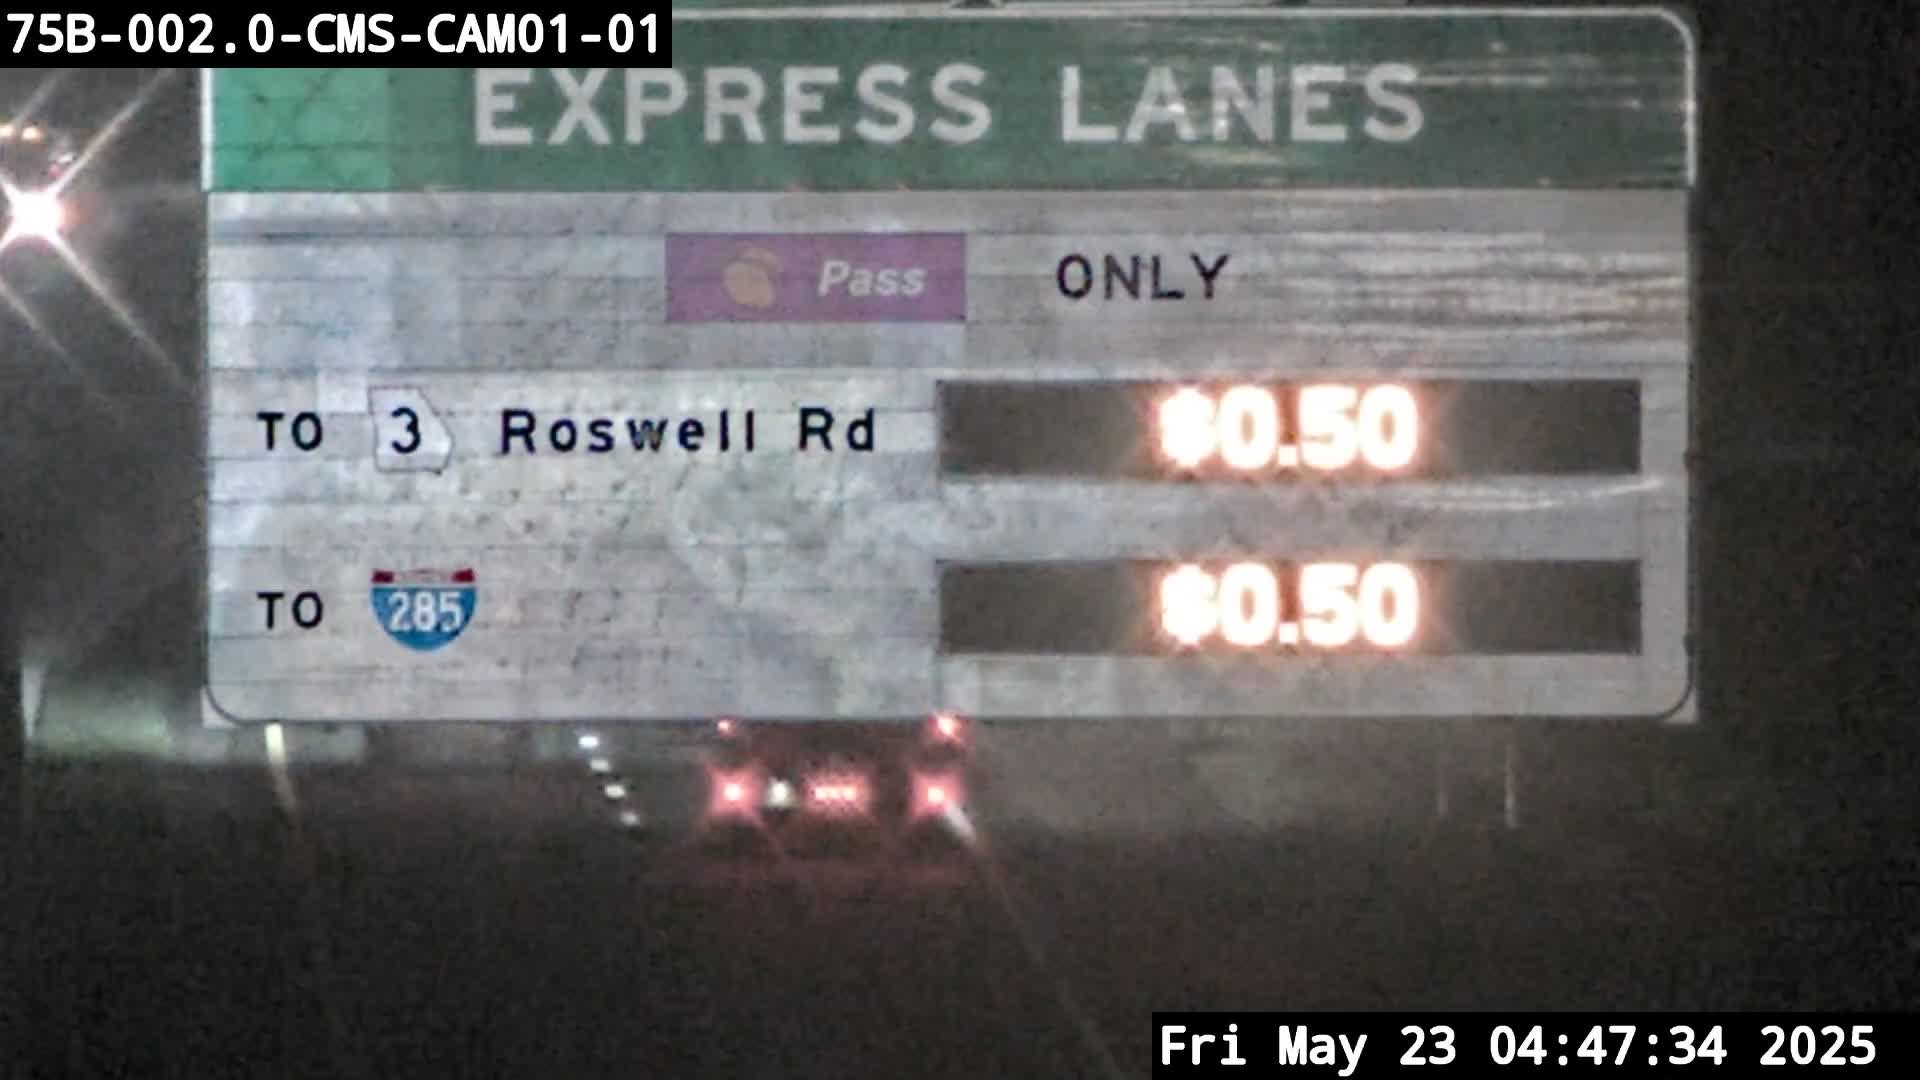 75B-002.0-CMS-CAM01-01
EXPRESS LANES
Pass ONLY
TO 3 Roswell Rd $0.50
TO 285 $0.50
Fri May 23 04:47:34 2025